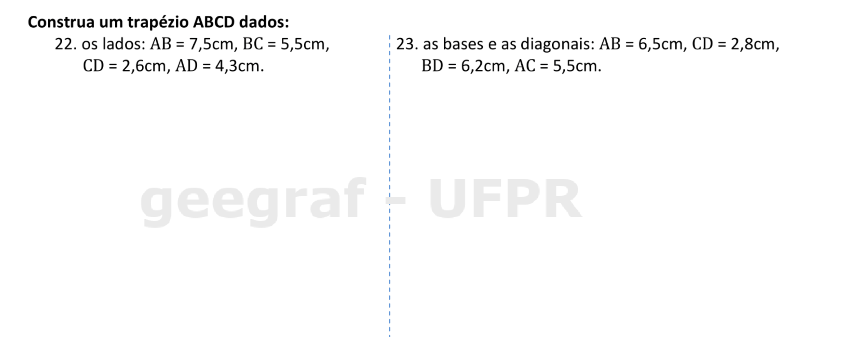 Construa um trapézio ABCD dados:
22. os lados: AB = 7,5cm, BC = 5,5cm,
CD = 2,6cm, AD = 4,3cm.
23. as bases e as diagonais: AB = 6,5cm, CD = 2,8cm,
BD = 6,2cm, AC = 5,5cm.
geegraf - UFPR